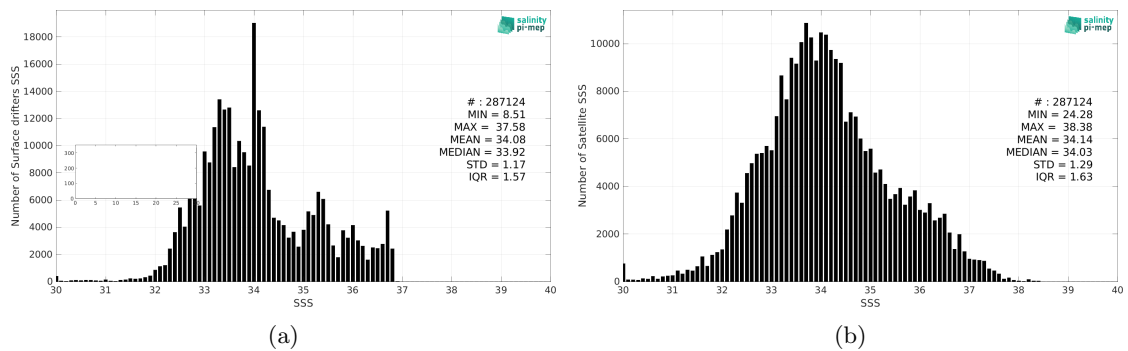 salinity
pi-mep
Number of Surface drifters SSS
18000
16000
14000
12000
10000
8000
6000
4000
2000
0
# : 287124
MIN = 8.51
MAX = 37.58
MEAN = 34.08
MEDIAN = 33.92
STD = 1.17
IQR = 1.57
300
200
100
0
0 5 10 15 20 25
30 31 32 33 34 35 36 37 38 39 40
SSS
(a)
salinity
pi-mep
Number of Satellite SSS
10000
8000
6000
4000
2000
0
# : 287124
MIN = 24.28
MAX = 38.38
MEAN = 34.14
MEDIAN = 34.03
STD = 1.29
IQR = 1.63
30 31 32 33 34 35 36 37 38 39 40
SSS
(b)